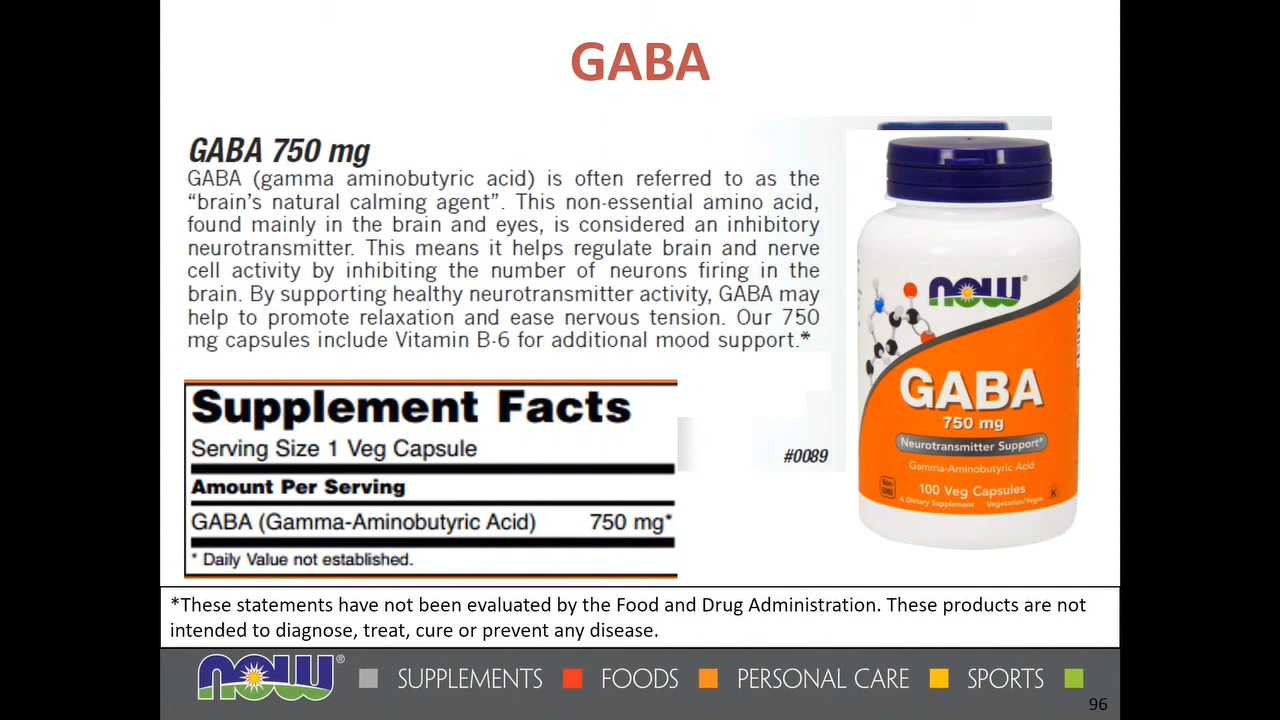 GABA
GABA 750 mg
GABA (gamma aminobutyric acid) is often referred to as the
“brain’s natural calming agent”. This non-essential amino acid,
found mainly in the brain and eyes, is considered an inhibitory
neurotransmitter. This means it helps regulate brain and nerve
cell activity by inhibiting the number of neurons firing in the
brain. By supporting healthy neurotransmitter activity, GABA may
help to promote relaxation and ease nervous tension. Our 750
mg capsules include Vitamin B-6 for additional mood support.*
Supplement Facts
Serving Size 1 Veg Capsule
Amount Per Serving
GABA (Gamma-Aminobutyric Acid) 750 mg*
* Daily Value not established.
#0089
NOW®
GABA
750 mg
Neurotransmitter Support*
Gamma-Aminobutyric Acid
Non-GMO
100 Veg Capsules
A Dietary Supplement Vegetarian/Vegan
*These statements have not been evaluated by the Food and Drug Administration. These products are not
intended to diagnose, treat, cure or prevent any disease.
NOW® SUPPLEMENTS FOODS PERSONAL CARE SPORTS
96